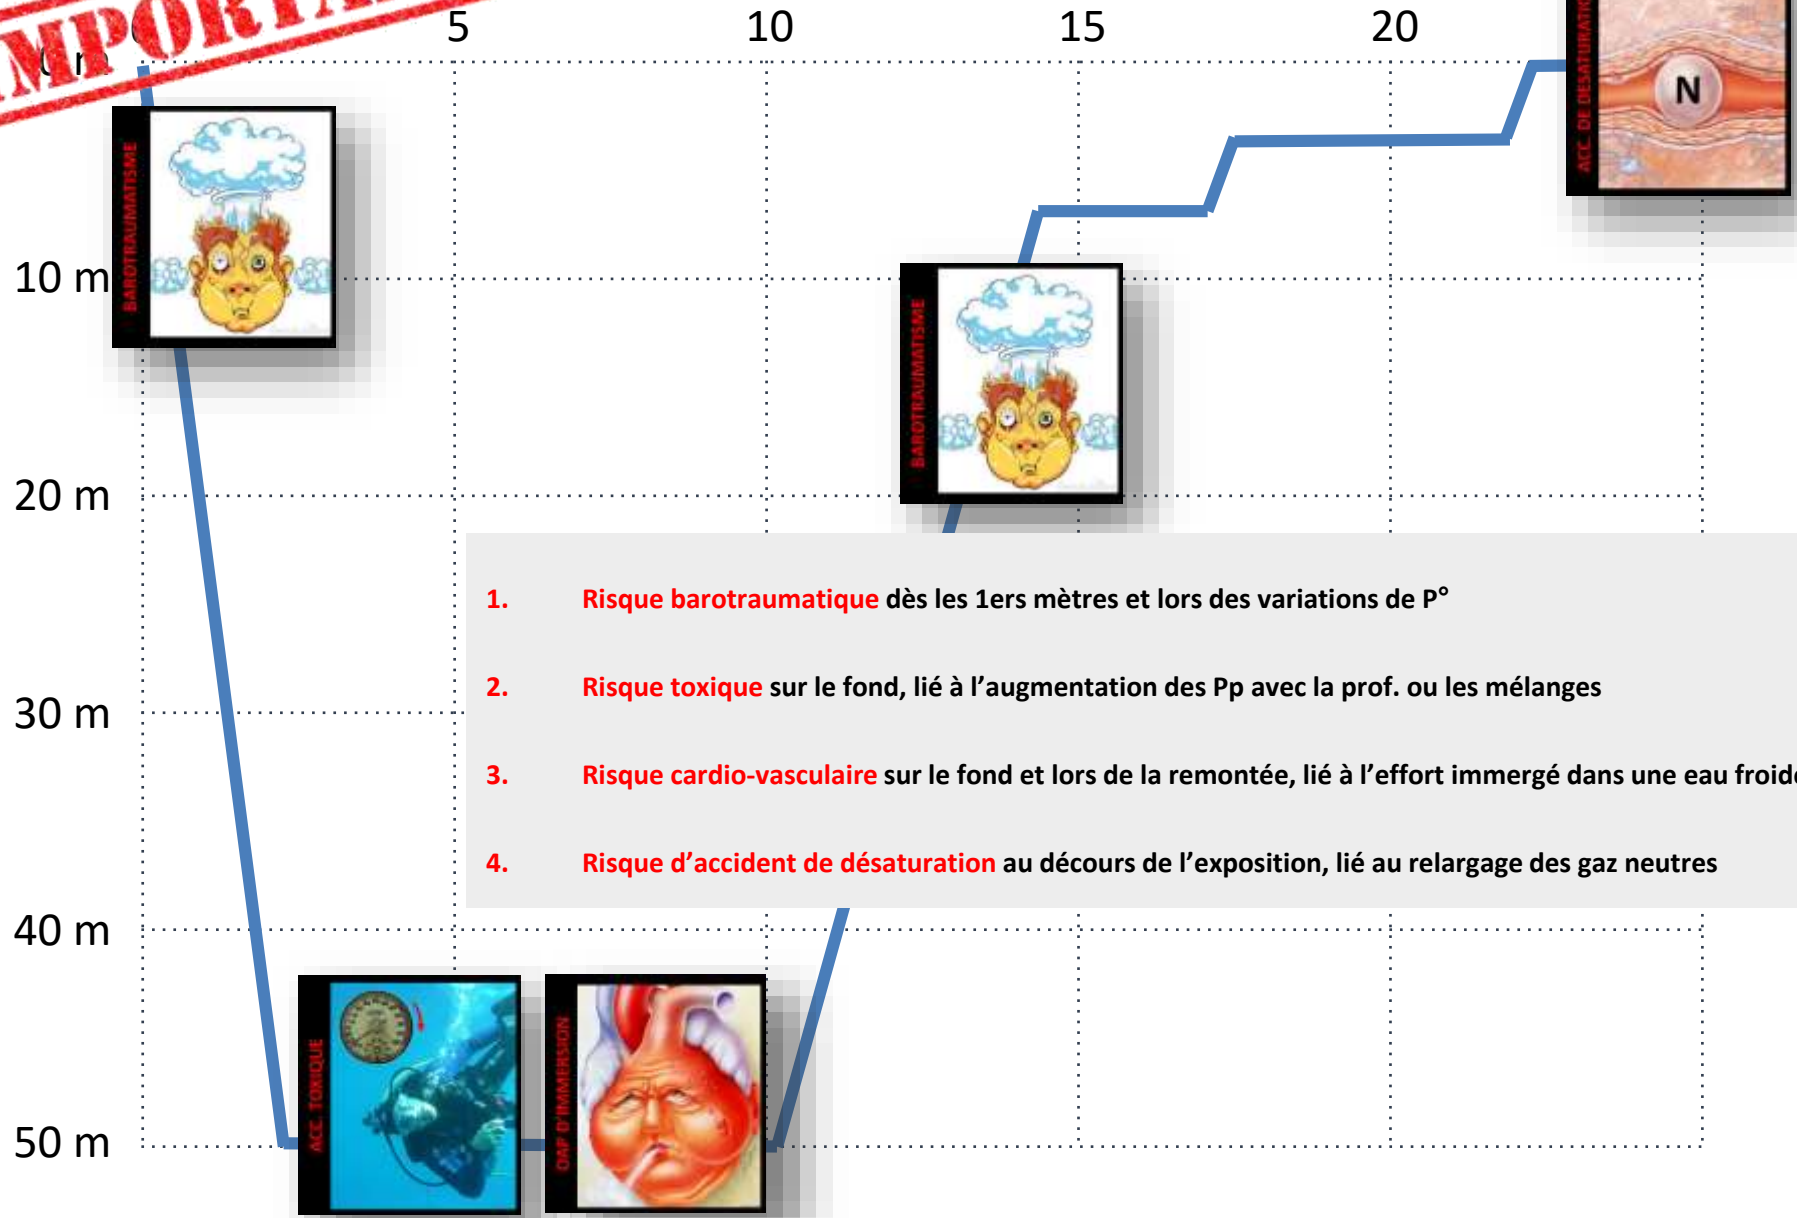 MPORTA
5 10 15 20
0 m
BAROTRAUMATISME
ACC. DE DESATURATIO
N
10 m
BAROTRAUMATISME
20 m
1. Risque barotraumatique dès les 1ers mètres et lors des variations de P°
2. Risque toxique sur le fond, lié à l’augmentation des Pp avec la prof. ou les mélanges
30 m
3. Risque cardio-vasculaire sur le fond et lors de la remontée, lié à l’effort immergé dans une eau froide
4. Risque d’accident de désaturation au décours de l’exposition, lié au relargage des gaz neutres
40 m
ACC. TOXIQUE
OAP D'IMMERSION
50 m